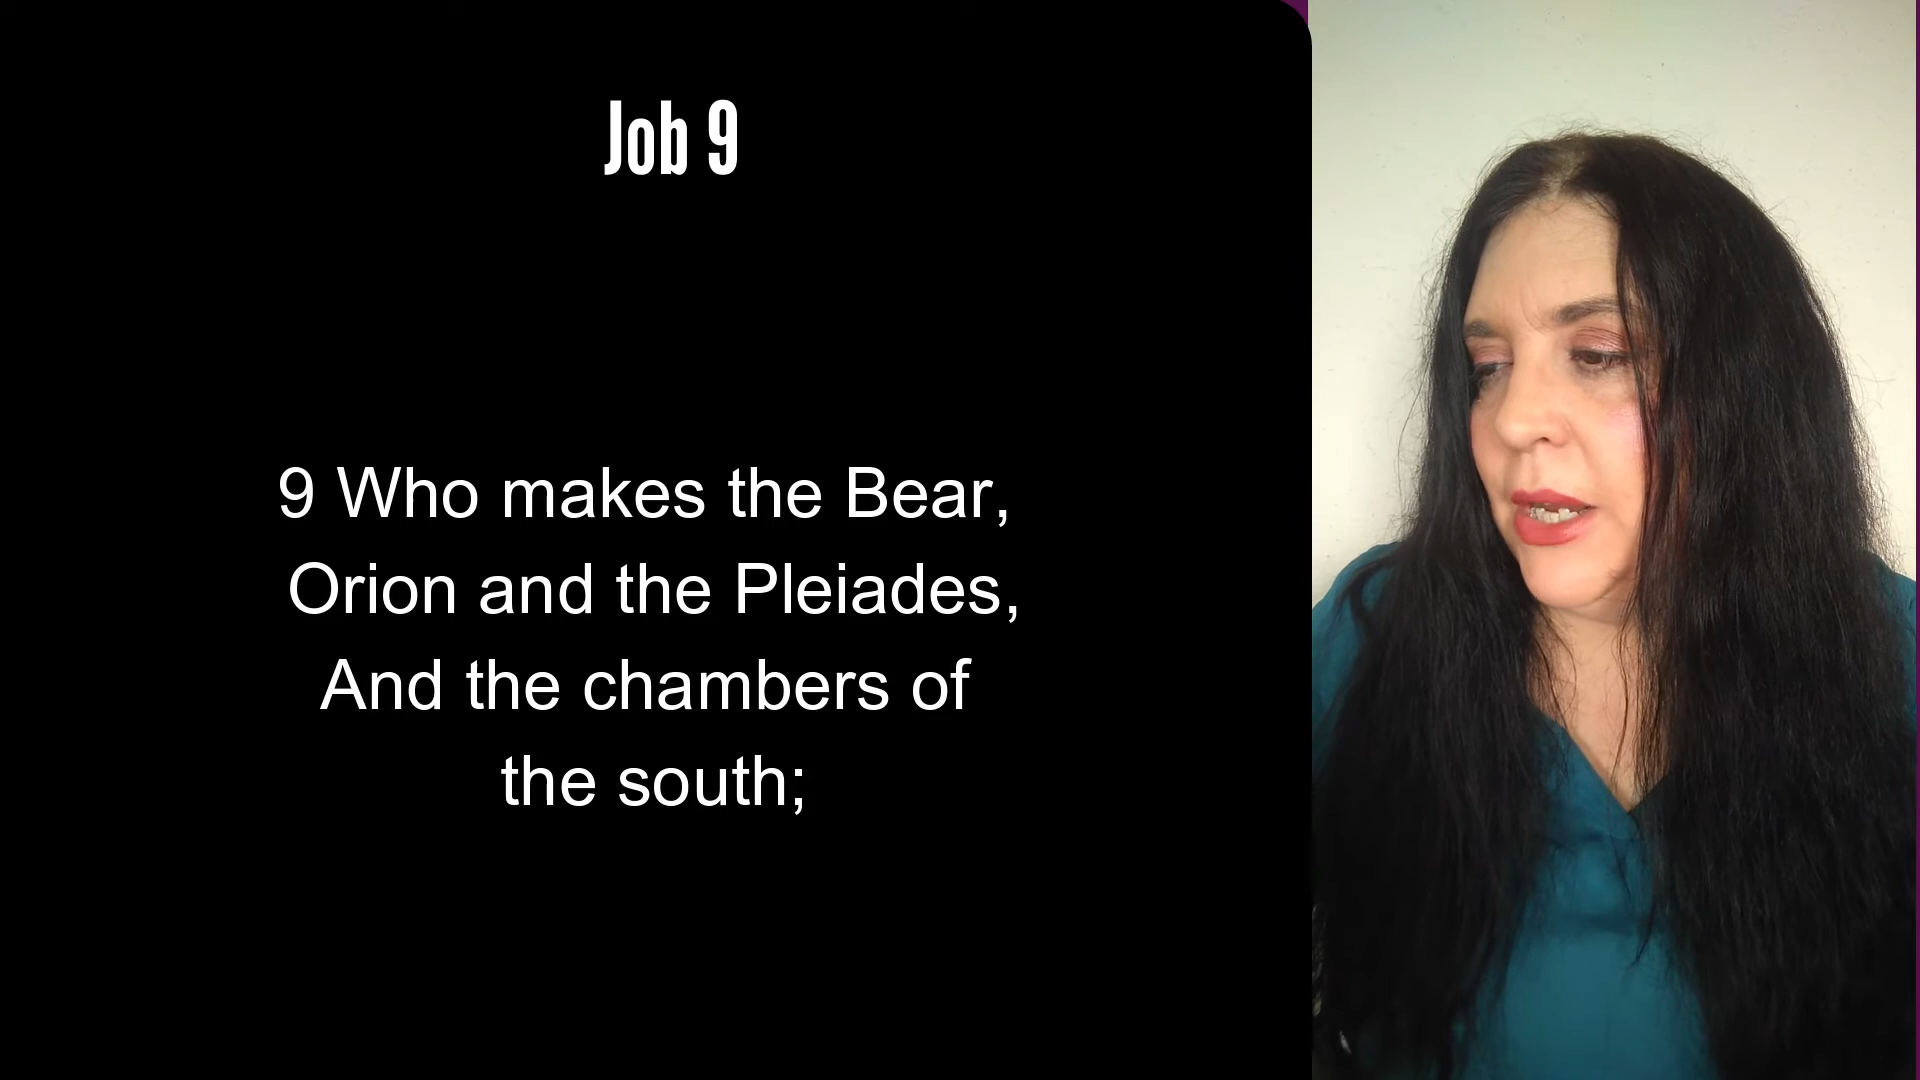 Job 9
9 Who makes the Bear,
Orion and the Pleiades,
And the chambers of
the south;